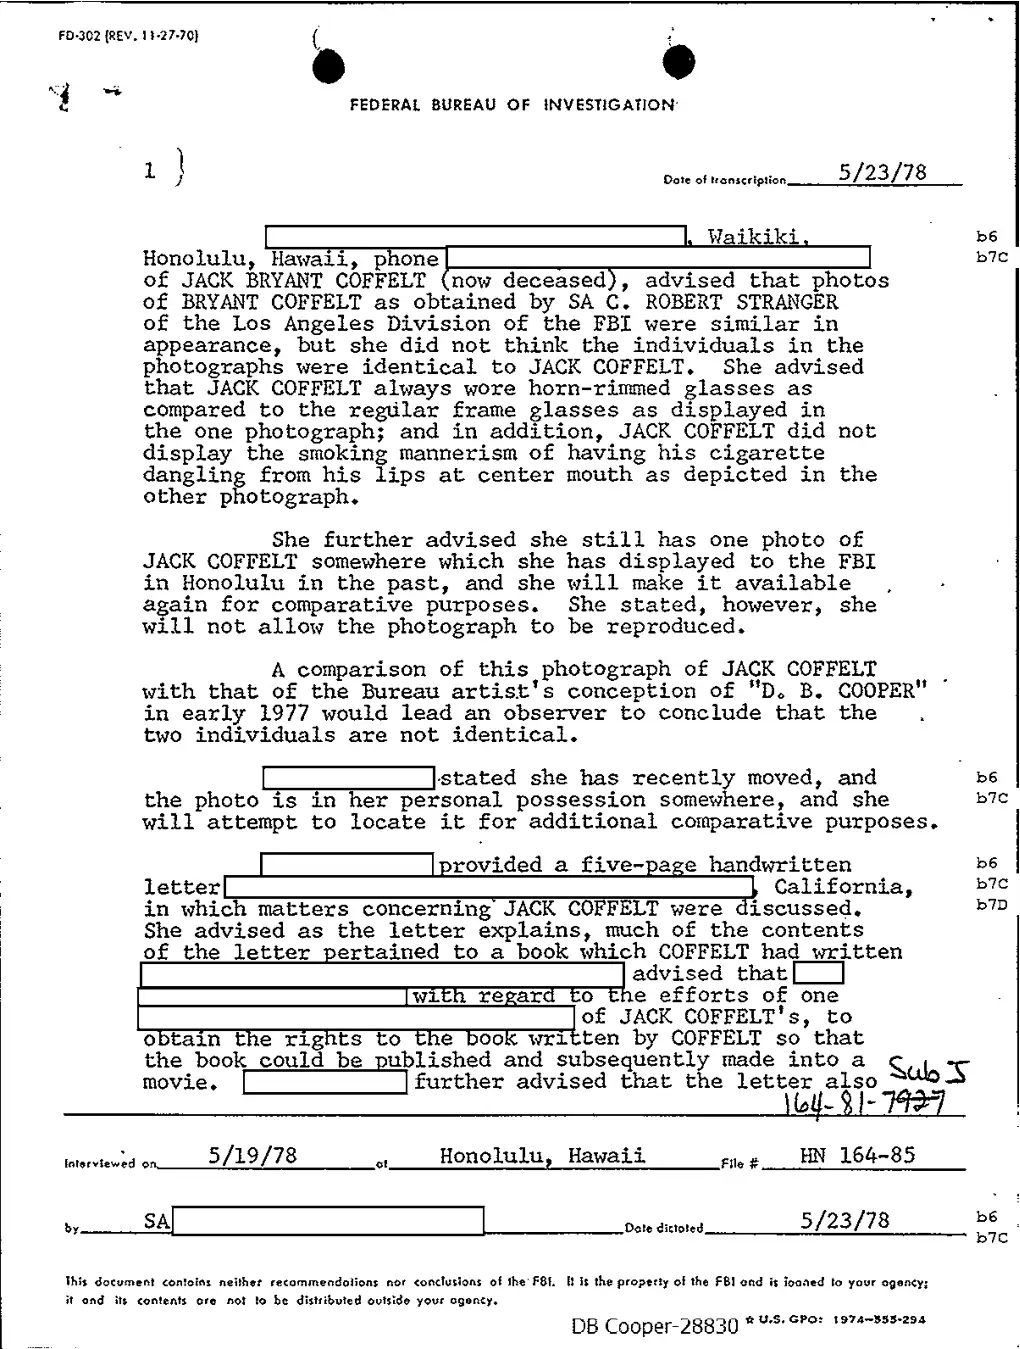 FD-302 (REV. 11-27-70)
FEDERAL BUREAU OF INVESTIGATION
1
Date of transcription 5/23/78
, Waikiki,
b6
Honolulu, Hawaii, phone
b7C
of JACK BRYANT COFFELT (now deceased), advised that photos
of BRYANT COFFELT as obtained by SA C. ROBERT STRANGER
of the Los Angeles Division of the FBI were similar in
appearance, but she did not think the individuals in the
photographs were identical to JACK COFFELT. She advised
that JACK COFFELT always wore horn-rimmed glasses as
compared to the regular frame glasses as displayed in
the one photograph; and in addition, JACK COFFELT did not
display the smoking mannerism of having his cigarette
dangling from his lips at center mouth as depicted in the
other photograph.
She further advised she still has one photo of
JACK COFFELT somewhere which she has displayed to the FBI
in Honolulu in the past, and she will make it available
again for comparative purposes. She stated, however, she
will not allow the photograph to be reproduced.
A comparison of this photograph of JACK COFFELT
with that of the Bureau artist's conception of "D. B. COOPER"
in early 1977 would lead an observer to conclude that the
two individuals are not identical.
stated she has recently moved, and
b6
the photo is in her personal possession somewhere, and she
b7C
will attempt to locate it for additional comparative purposes.
provided a five-page handwritten
b6
letter , California,
b7C
in which matters concerning JACK COFFELT were discussed.
b7D
She advised as the letter explains, much of the contents
of the letter pertained to a book which COFFELT had written
advised that
with regard to the efforts of one
of JACK COFFELT's, to
obtain the rights to the book written by COFFELT so that
the book could be published and subsequently made into a
movie. further advised that the letter also
Sub J
164-81-7927
Interviewed on 5/19/78 at Honolulu, Hawaii File # HN 164-85
by SA Date dictated 5/23/78
b6
b7C
This document contains neither recommendations nor conclusions of the FBI. It is the property of the FBI and is loaned to your agency;
it and its contents are not to be distributed outside your agency.
DB Cooper-28830
☆ U.S. GPO: 1974-555-294